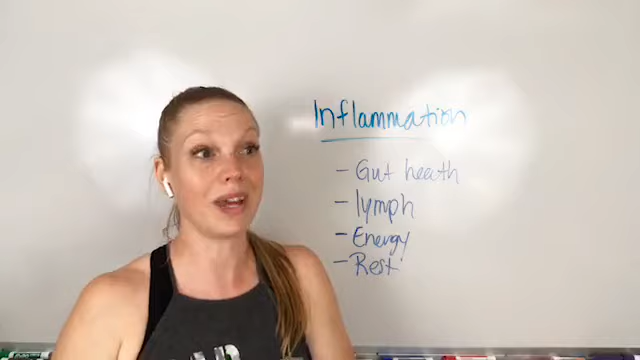 Inflammation
- Gut heath
- lymph
- Energy
- Rest